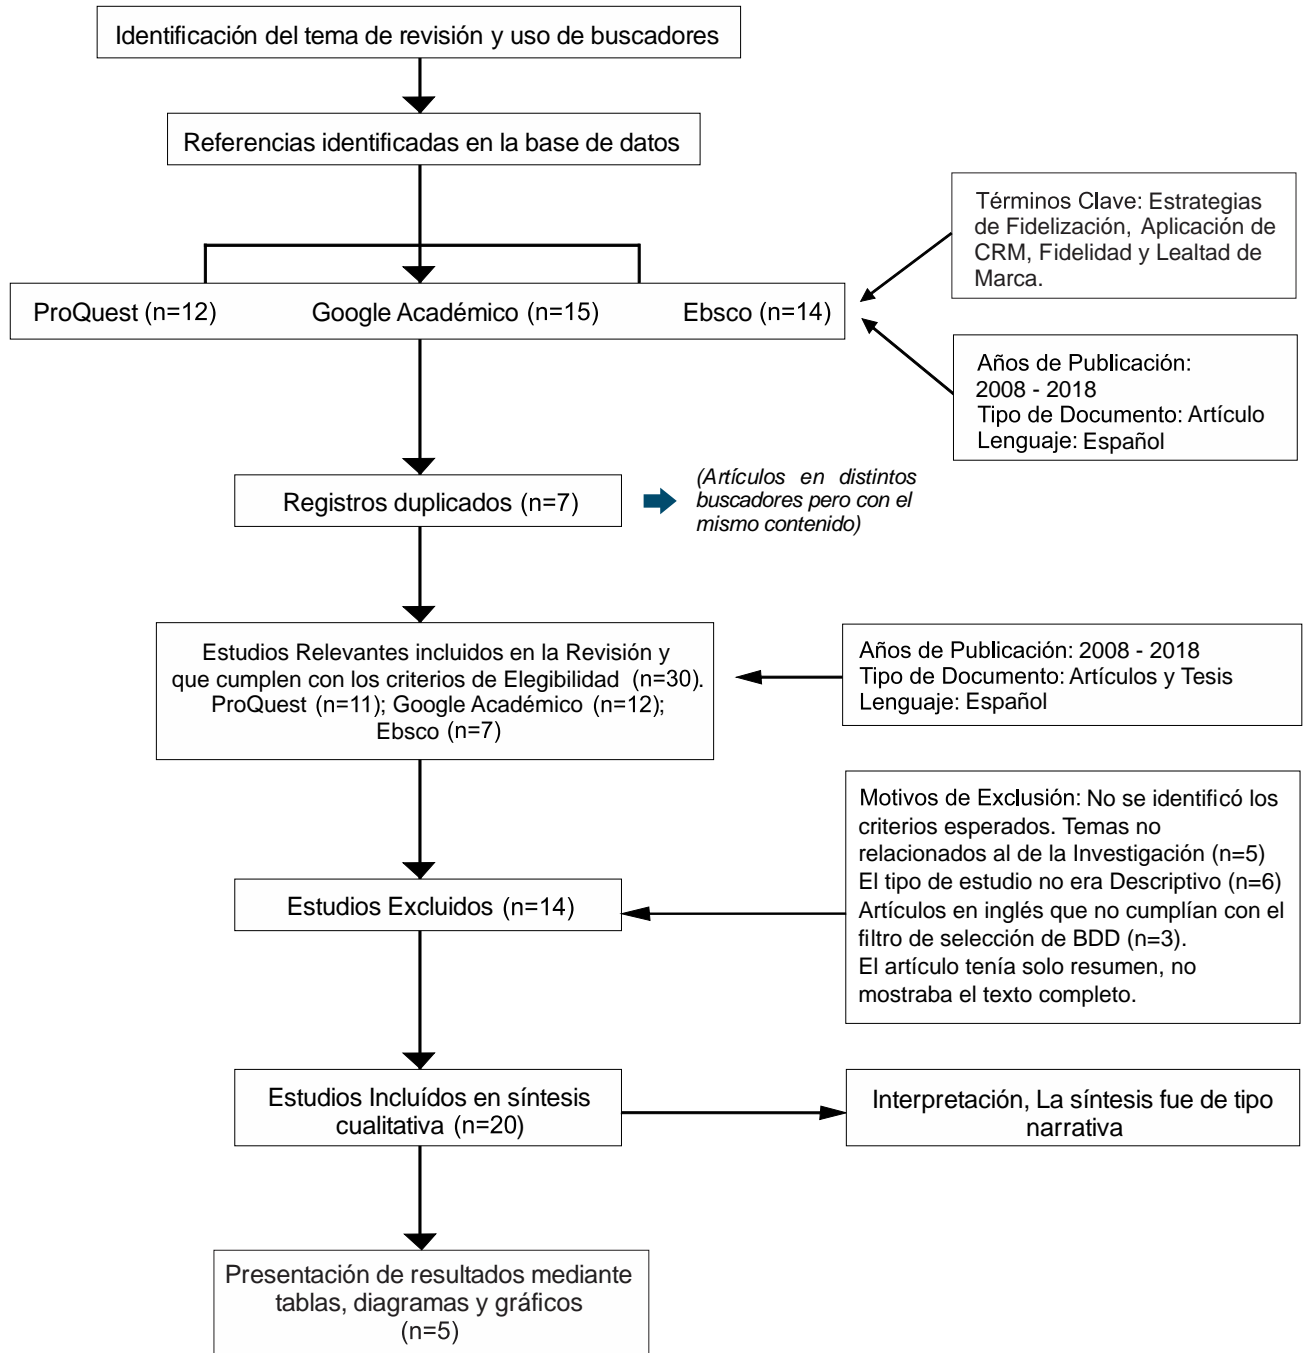 Identificación del tema de revisión y uso de buscadores
Referencias identificadas en la base de datos
Términos Clave: Estrategias
de Fidelización, Aplicación de
CRM, Fidelidad y Lealtad de
Marca.
ProQuest (n=12) Google Académico (n=15) Ebsco (n=14)
Años de Publicación:
2008 - 2018
Tipo de Documento: Artículo
Lenguaje: Español
Registros duplicados (n=7)
(Artículos en distintos
buscadores pero con el
mismo contenido)
Estudios Relevantes incluidos en la Revisión y
que cumplen con los criterios de Elegibilidad (n=30).
ProQuest (n=11); Google Académico (n=12);
Ebsco (n=7)
Años de Publicación: 2008 - 2018
Tipo de Documento: Artículos y Tesis
Lenguaje: Español
Motivos de Exclusión: No se identificó los
criterios esperados. Temas no
relacionados al de la Investigación (n=5)
El tipo de estudio no era Descriptivo (n=6)
Artículos en inglés que no cumplían con el
filtro de selección de BDD (n=3).
El artículo tenía solo resumen, no
mostraba el texto completo.
Estudios Excluidos (n=14)
Estudios Incluídos en síntesis
cualitativa (n=20)
Interpretación, La síntesis fue de tipo
narrativa
Presentación de resultados mediante
tablas, diagramas y gráficos
(n=5)